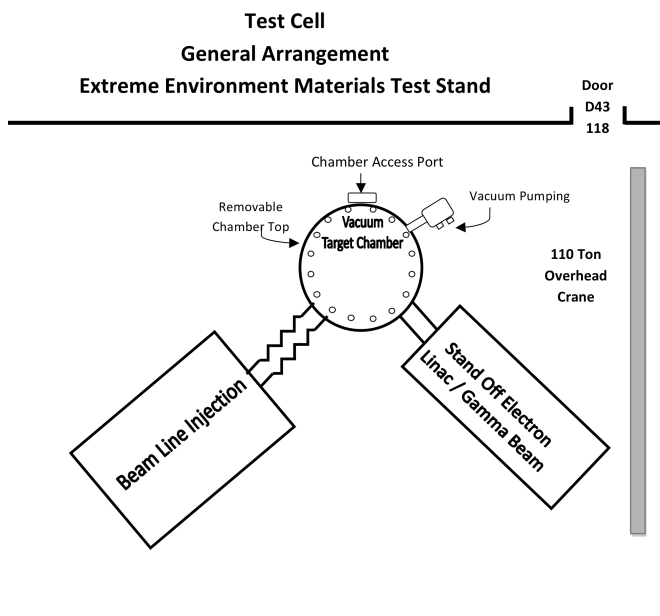 Test Cell
General Arrangement
Extreme Environment Materials Test Stand
Door
D43
118
Chamber Access Port
Removable
Chamber Top
Vacuum Pumping
Vacuum
Target Chamber
110 Ton
Overhead
Crane
Beam Line Injection
Stand Off Electron
Linac / Gamma Beam